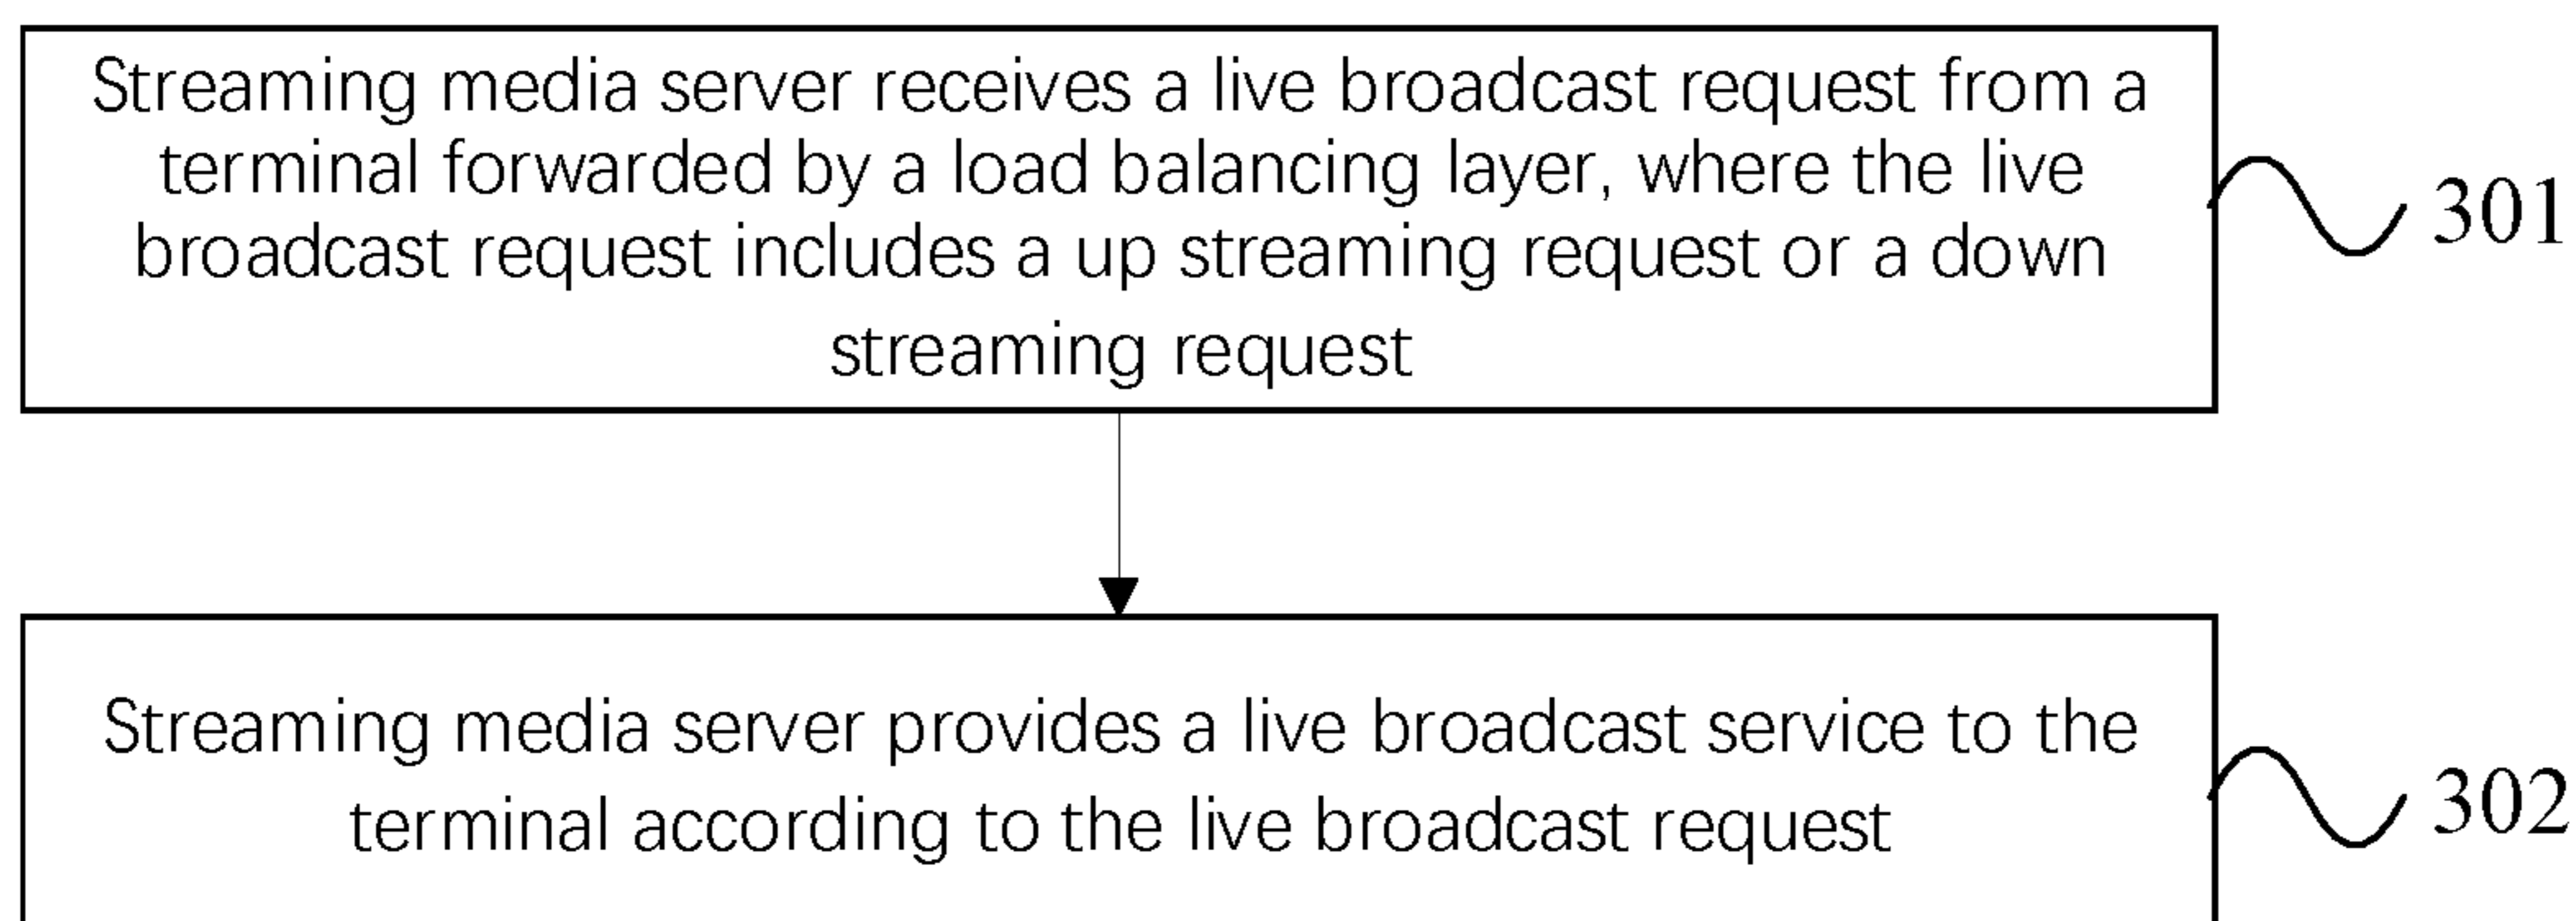 Streaming media server receives a live broadcast request from a
terminal forwarded by a load balancing layer, where the live
broadcast request includes a up streaming request or a down
streaming request
301
Streaming media server provides a live broadcast service to the
terminal according to the live broadcast request
302